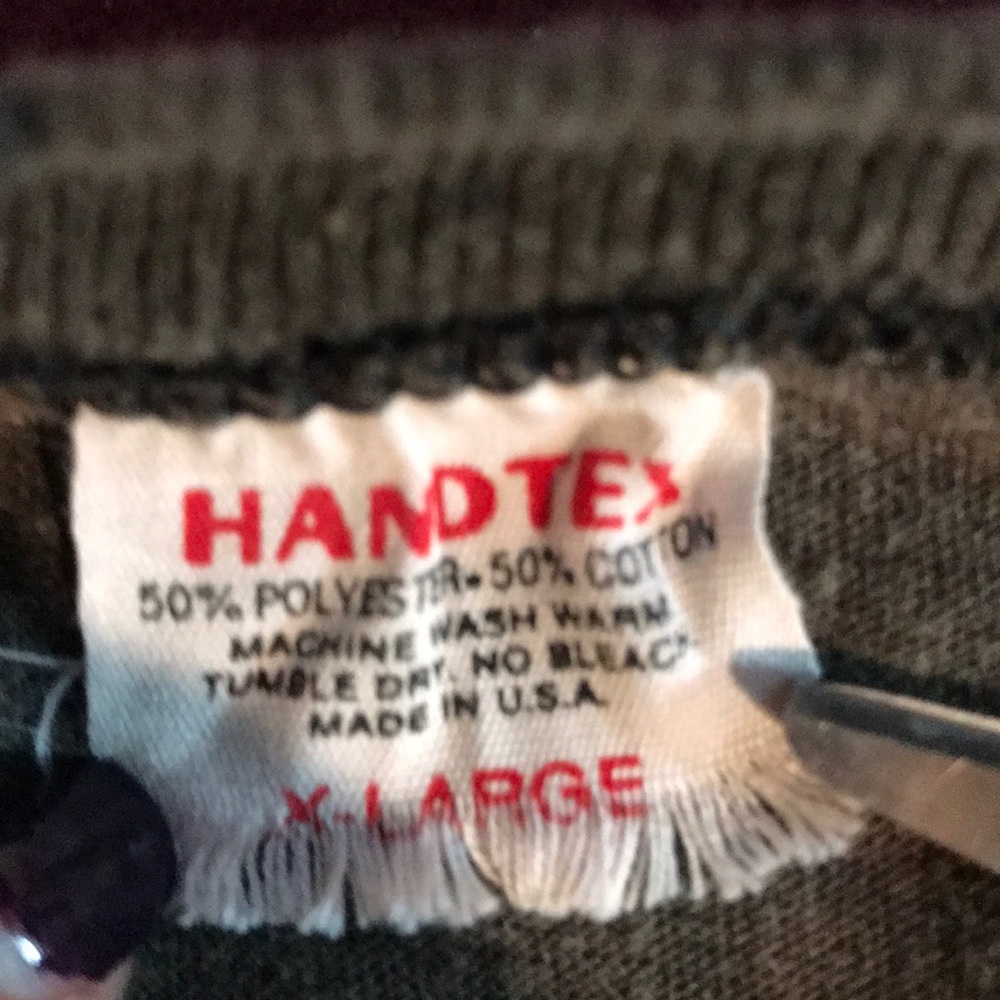 HANDTEX
50% POLYESTER • 50% COTTON
MACHINE WASH WARM
TUMBLE DRY. NO BLEACH
MADE IN U.S.A.
X-LARGE